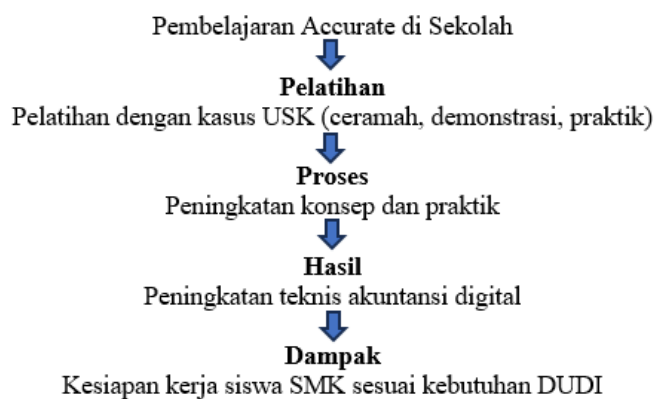 Pembelajaran Accurate di Sekolah
Pelatihan
Pelatihan dengan kasus USK (ceramah, demonstrasi, praktik)
Proses
Peningkatan konsep dan praktik
Hasil
Peningkatan teknis akuntansi digital
Dampak
Kesiapan kerja siswa SMK sesuai kebutuhan DUDI